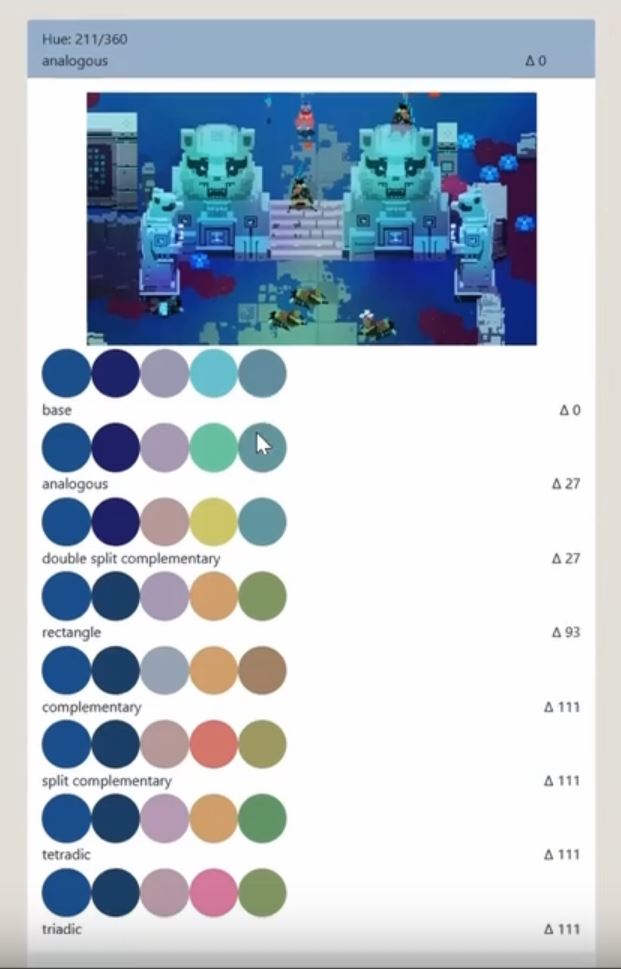 Hue: 211/360
analogous Δ 0
base Δ 0
analogous Δ 27
double split complementary Δ 27
rectangle Δ 93
complementary Δ 111
split complementary Δ 111
tetradic Δ 111
triadic Δ 111